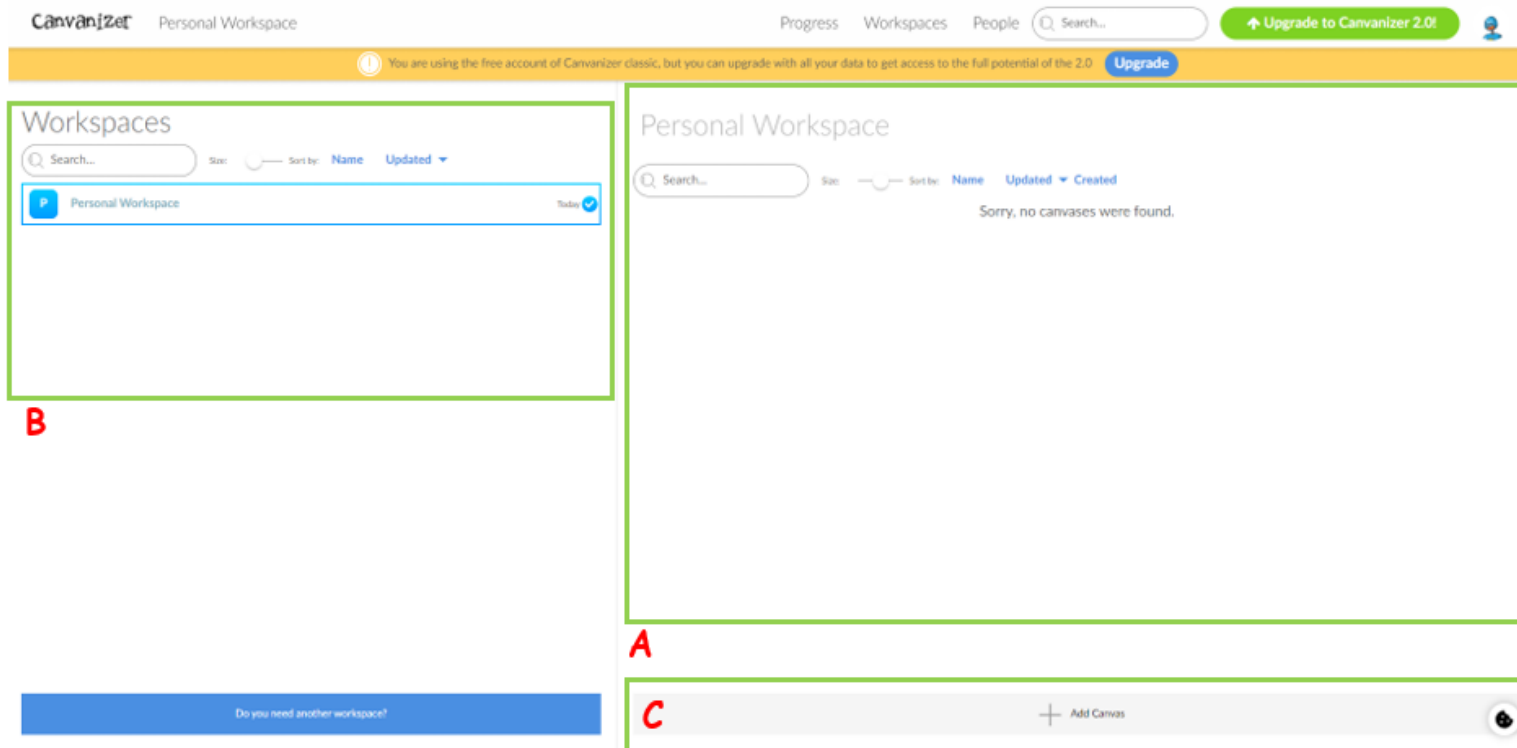 Canvanizer Personal Workspace Progress Workspaces People Search... Upgrade to Canvanizer 2.0!
You are using the free account of Canvanizer classic, but you can upgrade with all your data to get access to the full potential of the 2.0 Upgrade
Workspaces
Search... Size: Sort by: Name Updated
P Personal Workspace Today
B
Personal Workspace
Search... Size: Sort by: Name Updated Created
Sorry, no canvases were found.
A
Do you need another workspace?
C Add Canvas